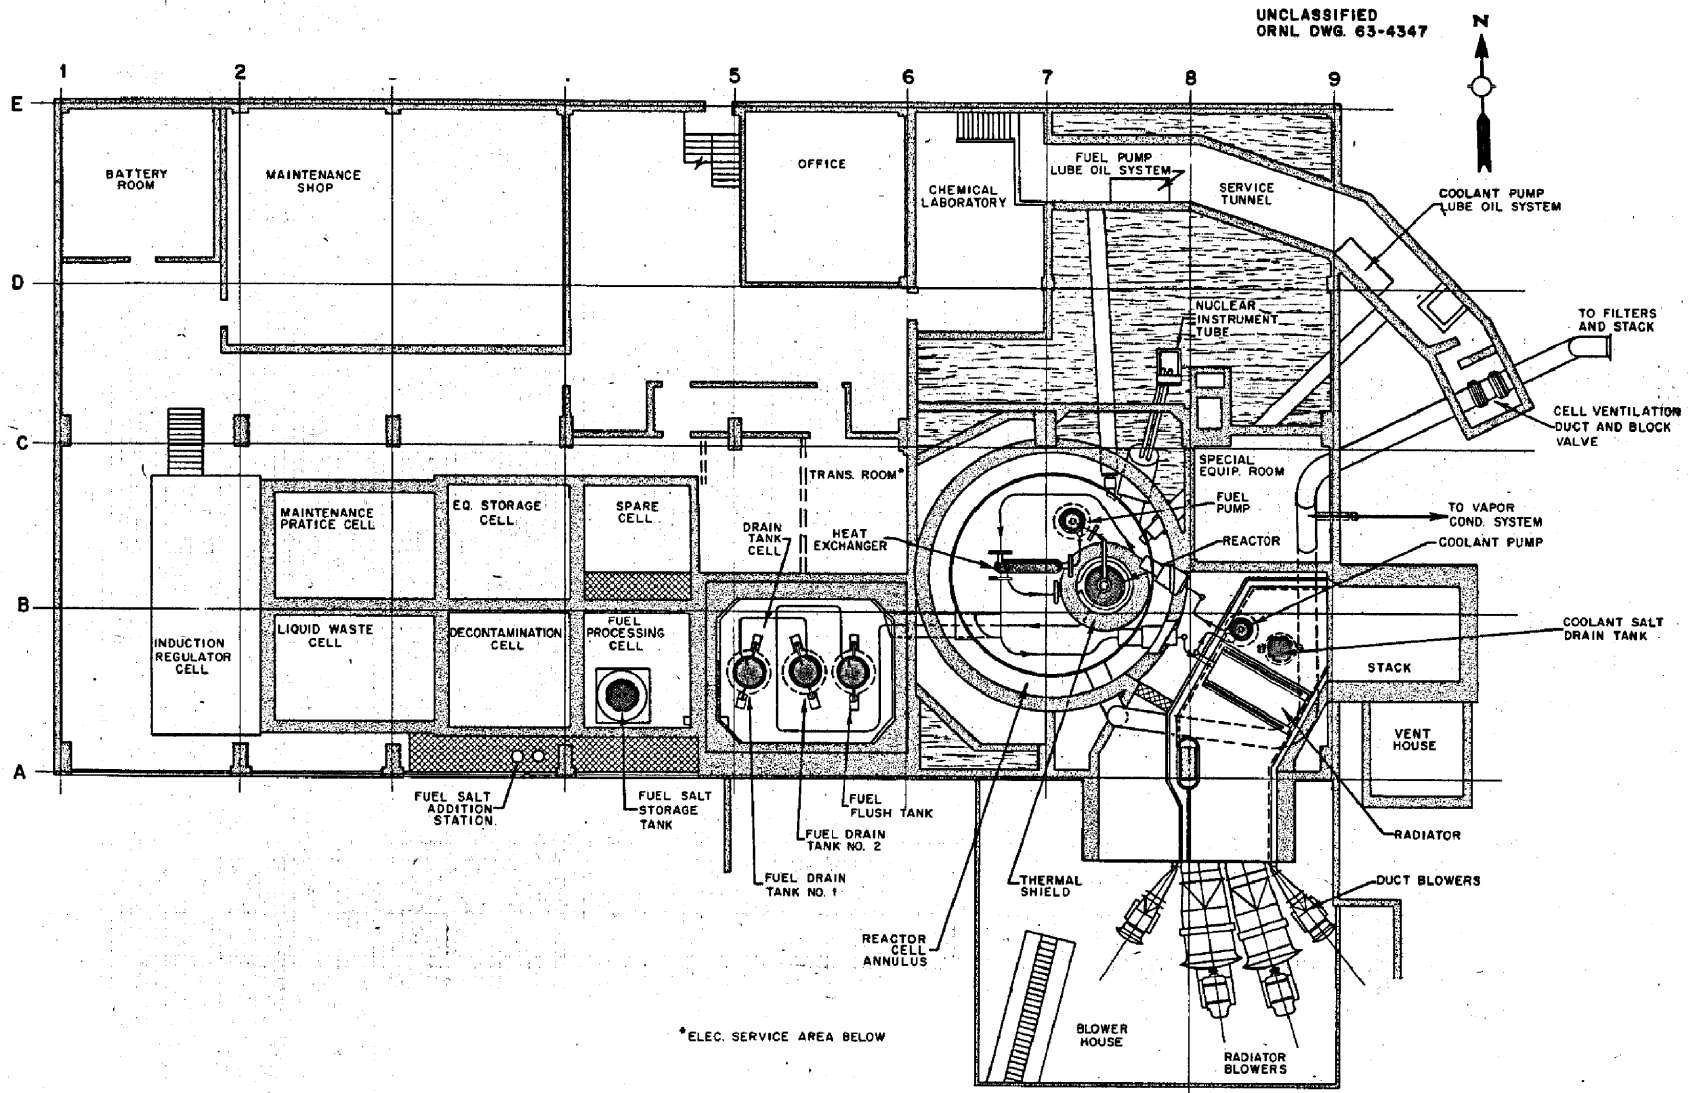 UNCLASSIFIED
ORNL DWG. 63-4347
N
1
2
5
6
7
8
9
E
D
C
B
A
BATTERY
ROOM
MAINTENANCE
SHOP
OFFICE
CHEMICAL
LABORATORY
FUEL PUMP
LUBE OIL SYSTEM
SERVICE
TUNNEL
COOLANT PUMP
LUBE OIL SYSTEM
NUCLEAR
INSTRUMENT
TUBE
TO FILTERS
AND STACK
CELL VENTILATION
DUCT AND BLOCK
VALVE
TRANS. ROOM*
SPECIAL
EQUIP. ROOM
MAINTENANCE
PRATICE CELL
EQ. STORAGE
CELL
SPARE
CELL
DRAIN
TANK
CELL
HEAT
EXCHANGER
FUEL
PUMP
REACTOR
TO VAPOR
COND. SYSTEM
COOLANT PUMP
INDUCTION
REGULATOR
CELL
LIQUID WASTE
CELL
DECONTAMINATION
CELL
FUEL
PROCESSING
CELL
COOLANT SALT
DRAIN TANK
STACK
VENT
HOUSE
FUEL SALT
ADDITION
STATION.
FUEL SALT
STORAGE
TANK
FUEL
FLUSH TANK
FUEL DRAIN
TANK NO. 2
FUEL DRAIN
TANK NO. 1
THERMAL
SHIELD
RADIATOR
DUCT BLOWERS
REACTOR
CELL
ANNULUS
*ELEC. SERVICE AREA BELOW
BLOWER
HOUSE
RADIATOR
BLOWERS